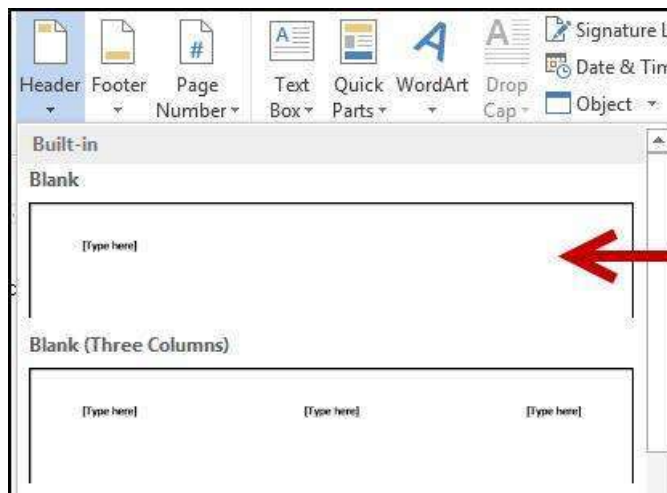 Header Footer Page Number
Text Box Quick Parts WordArt Drop Cap
Signature L
Date & Tim
Object
Built-in
Blank
[Type here]
Blank (Three Columns)
[Type here] [Type here] [Type here]